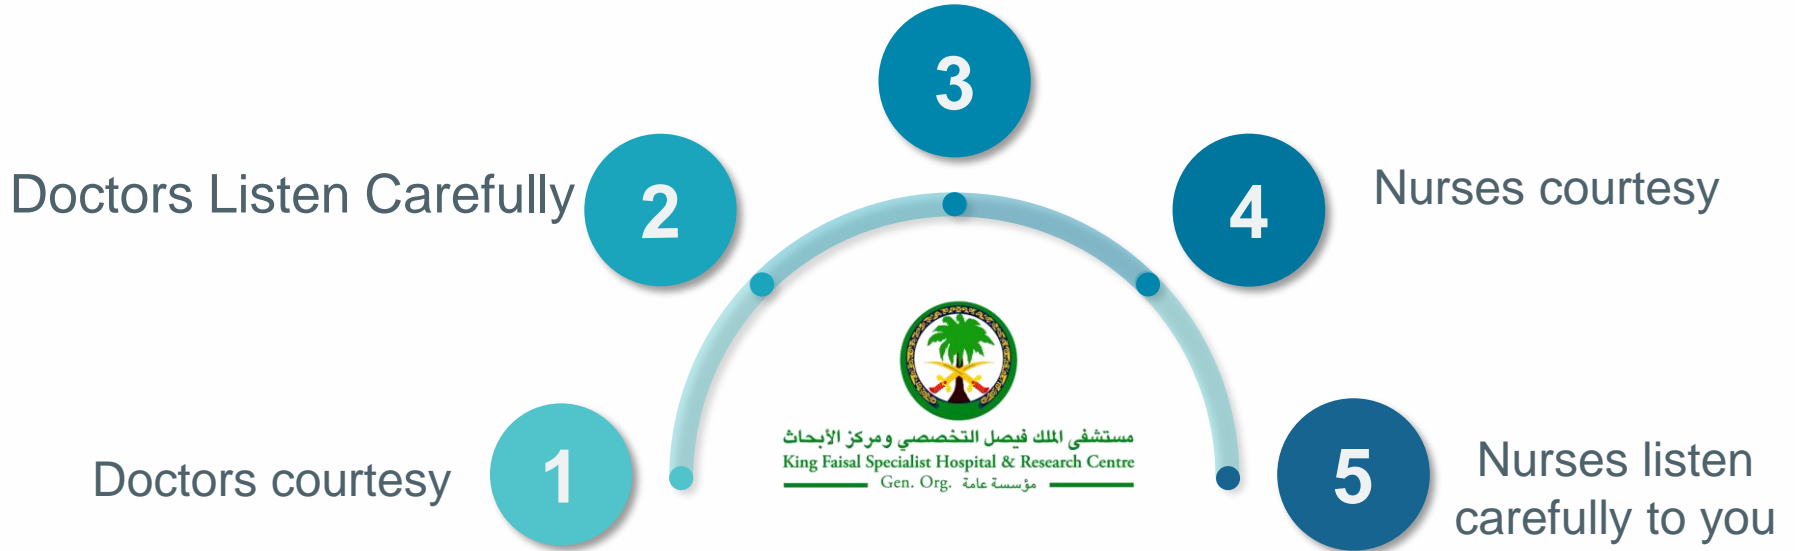 3
Doctors Listen Carefully
2
4
Nurses courtesy
مستشفى الملك فيصل التخصصي ومركز الأبحاث
King Faisal Specialist Hospital & Research Centre
Gen. Org. مؤسسة عامة
Doctors courtesy
1
5
Nurses listen
carefully to you